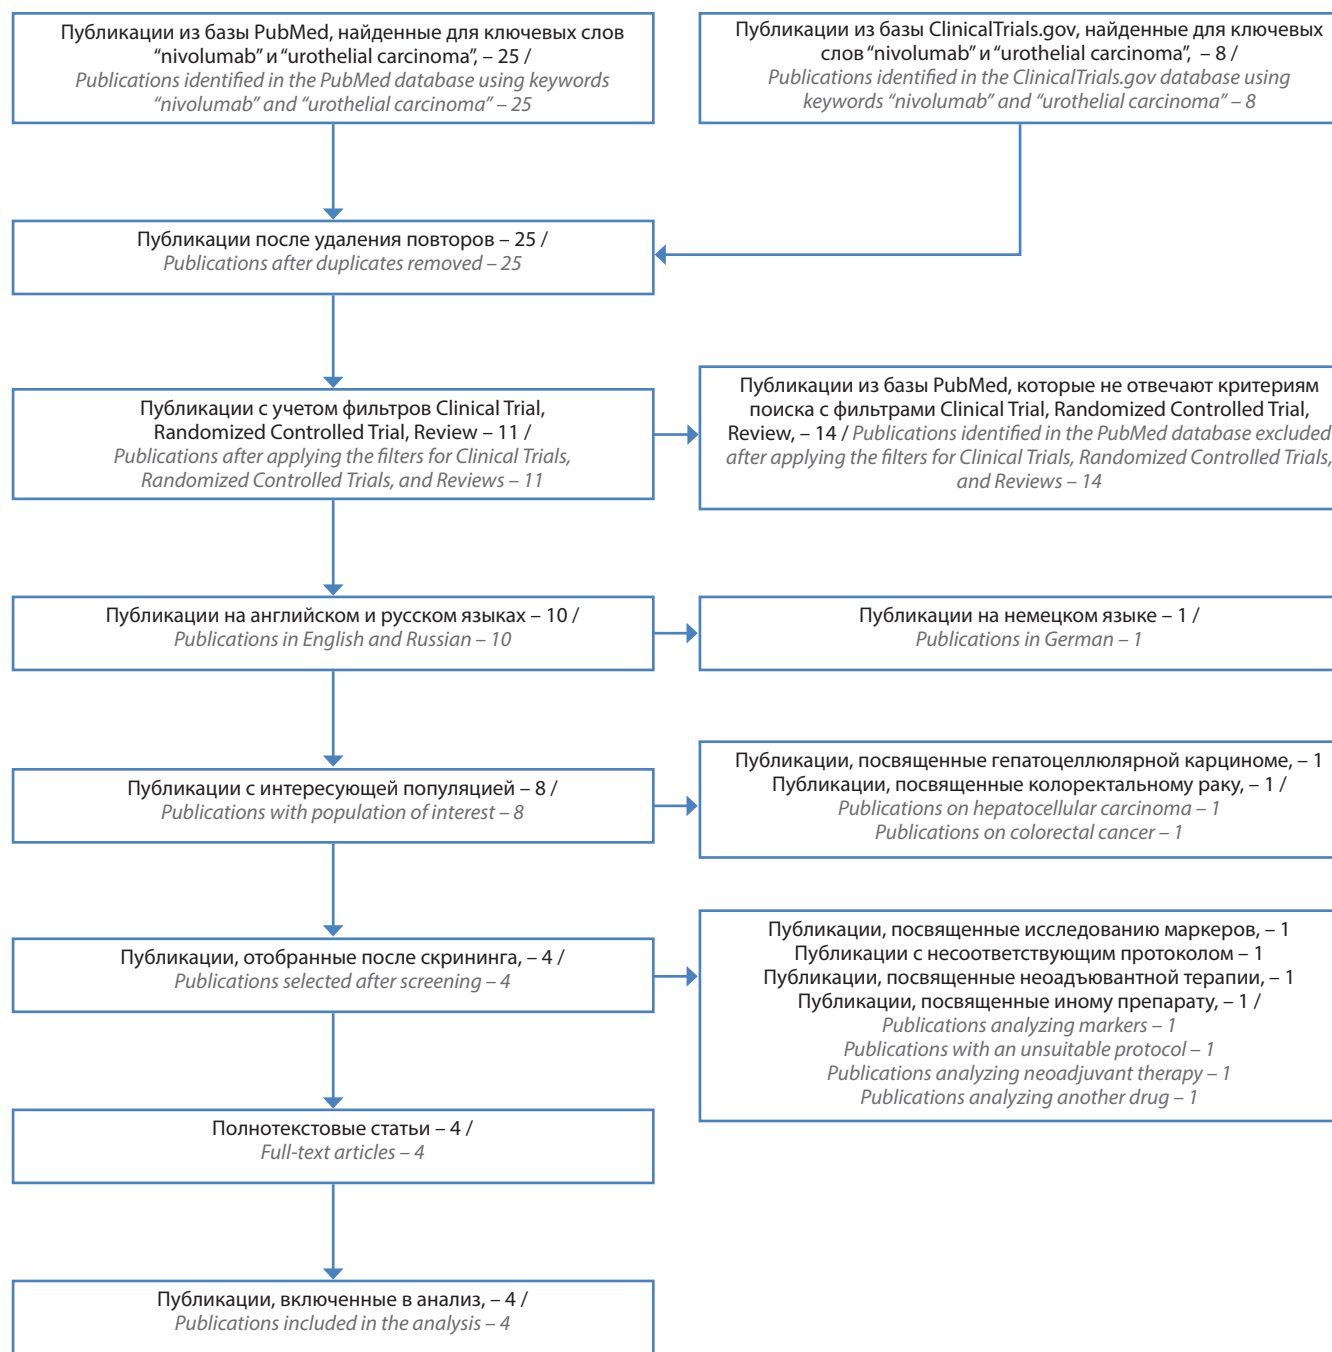 Публикации из базы PubMed, найденные для ключевых слов
“nivolumab” и “urothelial carcinoma”, – 25 /
Publications identified in the PubMed database using keywords
“nivolumab” and “urothelial carcinoma” – 25
Публикации из базы ClinicalTrials.gov, найденные для ключевых
слов “nivolumab” и “urothelial carcinoma”, – 8 /
Publications identified in the ClinicalTrials.gov database using
keywords “nivolumab” and “urothelial carcinoma” – 8
Публикации после удаления повторов – 25 /
Publications after duplicates removed – 25
Публикации с учетом фильтров Clinical Trial,
Randomized Controlled Trial, Review – 11 /
Publications after applying the filters for Clinical Trials,
Randomized Controlled Trials, and Reviews – 11
Публикации из базы PubMed, которые не отвечают критериям
поиска с фильтрами Clinical Trial, Randomized Controlled Trial,
Review, – 14 / Publications identified in the PubMed database excluded
after applying the filters for Clinical Trials, Randomized Controlled Trials,
and Reviews – 14
Публикации на английском и русском языках – 10 /
Publications in English and Russian – 10
Публикации на немецком языке – 1 /
Publications in German – 1
Публикации с интересующей популяцией – 8 /
Publications with population of interest – 8
Публикации, посвященные гепатоцеллюлярной карциноме, – 1
Публикации, посвященные колоректальному раку, – 1 /
Publications on hepatocellular carcinoma – 1
Publications on colorectal cancer – 1
Публикации, отобранные после скрининга, – 4 /
Publications selected after screening – 4
Публикации, посвященные исследованию маркеров, – 1
Публикации с несоответствующим протоколом – 1
Публикации, посвященные неоадъювантной терапии, – 1
Публикации, посвященные иному препарату, – 1 /
Publications analyzing markers – 1
Publications with an unsuitable protocol – 1
Publications analyzing neoadjuvant therapy – 1
Publications analyzing another drug – 1
Полнотекстовые статьи – 4 /
Full-text articles – 4
Публикации, включенные в анализ, – 4 /
Publications included in the analysis – 4